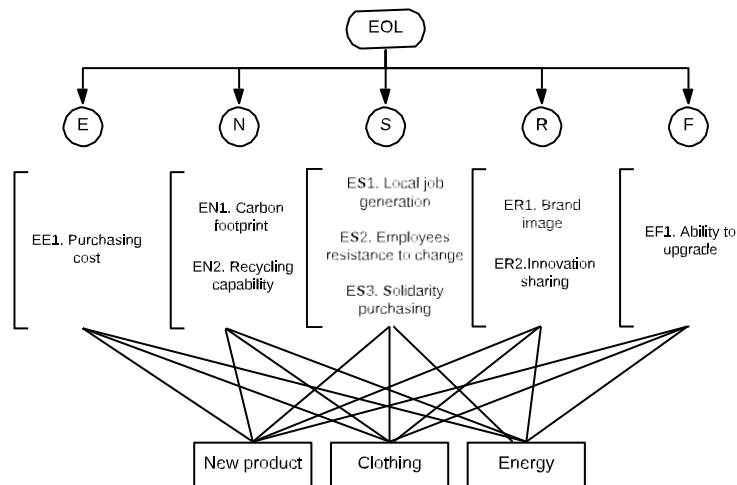 EOL
E
N
S
R
F
EE1. Purchasing
cost
EN1. Carbon
footprint
EN2. Recycling
capability
ES1. Local job
generation
ES2. Employees
resistance to change
ES3. Solidarity
purchasing
ER1. Brand
image
ER2.Innovation
sharing
EF1. Ability to
upgrade
New product
Clothing
Energy